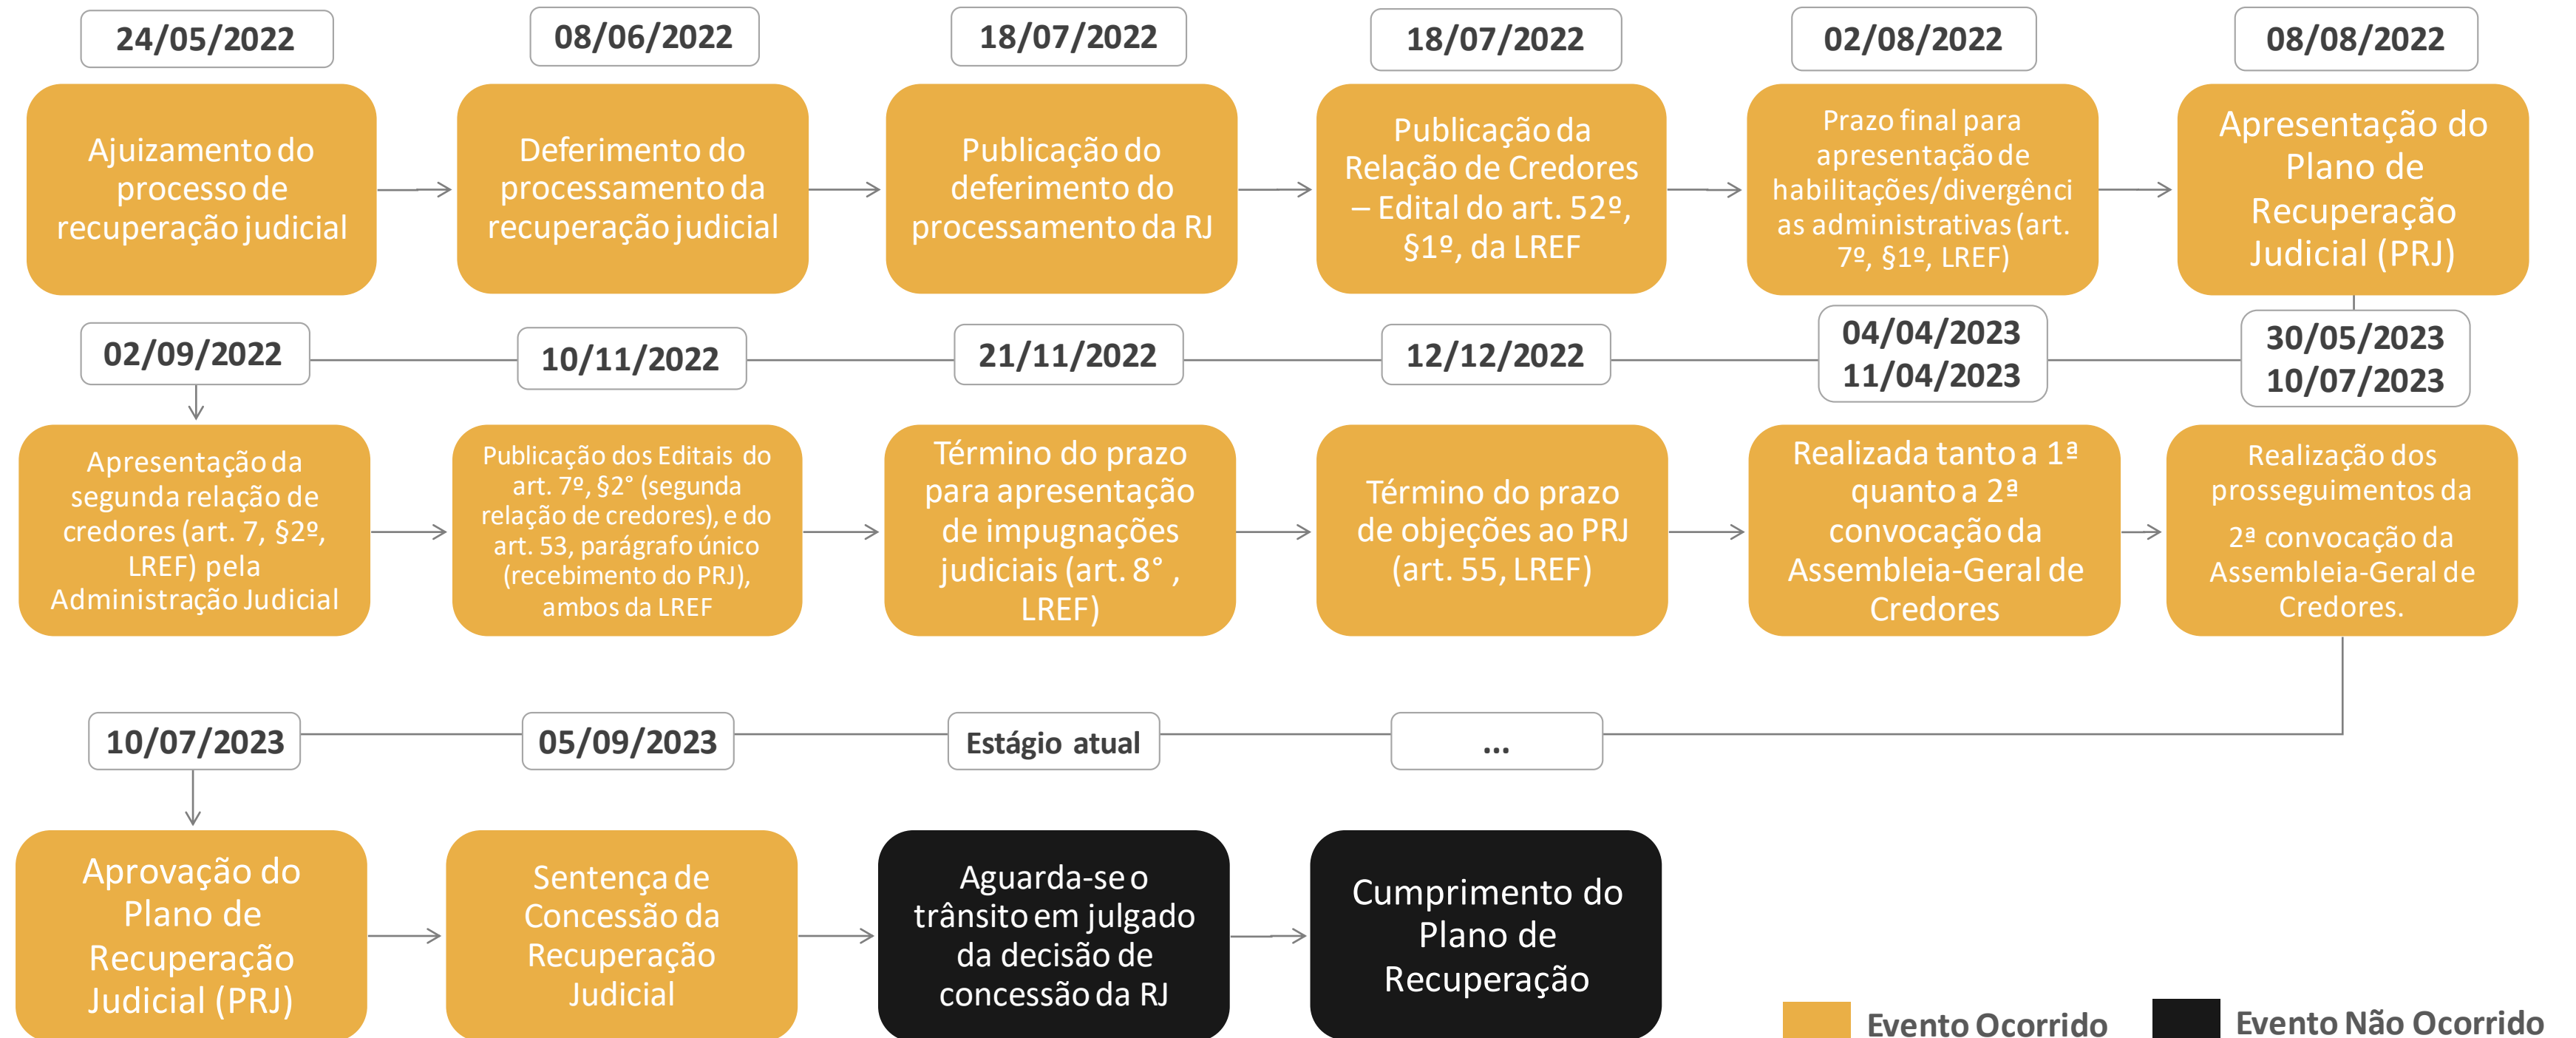 24/05/2022
Ajuizamento do
processo de
recuperação judicial
08/06/2022
Deferimento do
processamento da
recuperação judicial
18/07/2022
Publicação do
deferimento do
processamento da RJ
18/07/2022
Publicação da
Relação de Credores
– Edital do art. 52º,
§1º, da LREF
02/08/2022
Prazo final para
apresentação de
habilitações/divergênci
as administrativas (art.
7º, §1º, LREF)
08/08/2022
Apresentação do
Plano de
Recuperação
Judicial (PRJ)
02/09/2022
Apresentação da
segunda relação de
credores (art. 7, §2º,
LREF) pela
Administração Judicial
10/11/2022
Publicação dos Editais do
art. 7º, §2° (segunda
relação de credores), e do
art. 53, parágrafo único
(recebimento do PRJ),
ambos da LREF
21/11/2022
Término do prazo
para apresentação
de impugnações
judiciais (art. 8° ,
LREF)
12/12/2022
Término do prazo
de objeções ao PRJ
(art. 55, LREF)
04/04/2023
11/04/2023
Realizada tanto a 1ª
quanto a 2ª
convocação da
Assembleia-Geral de
Credores
30/05/2023
10/07/2023
Realização dos
prosseguimentos da
2ª convocação da
Assembleia-Geral de
Credores.
10/07/2023
Aprovação do
Plano de
Recuperação
Judicial (PRJ)
05/09/2023
Sentença de
Concessão da
Recuperação
Judicial
Estágio atual
Aguarda-se o
trânsito em julgado
da decisão de
concessão da RJ
...
Cumprimento do
Plano de
Recuperação
Evento Ocorrido
Evento Não Ocorrido